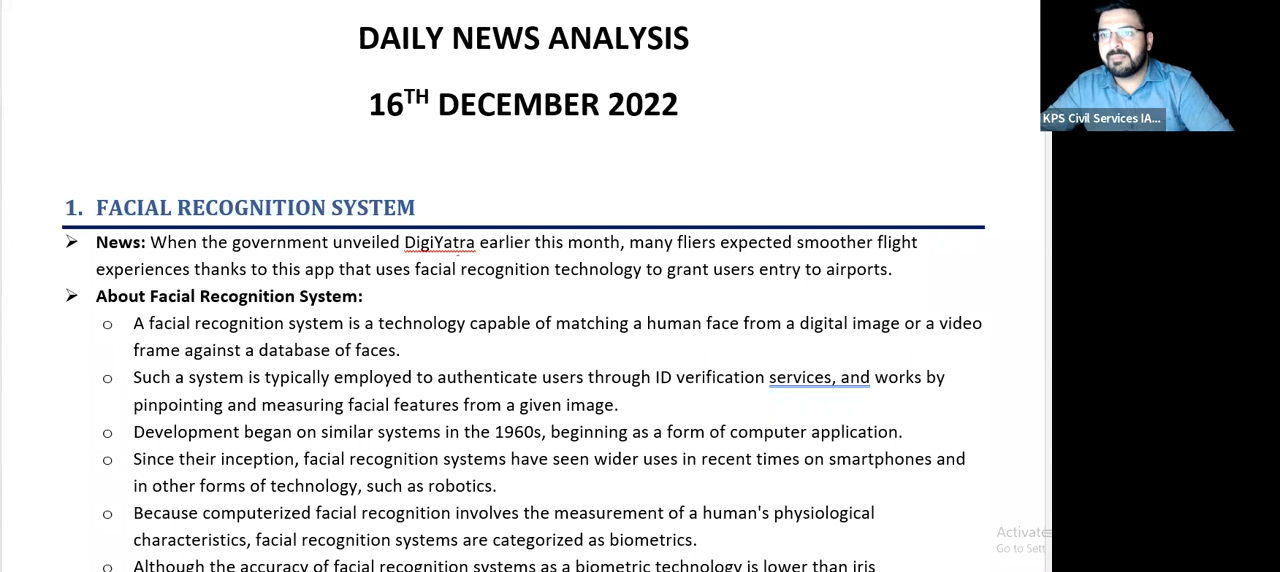 DAILY NEWS ANALYSIS
16TH DECEMBER 2022
KPS Civil Services IA...
1. FACIAL RECOGNITION SYSTEM
➢ News: When the government unveiled DigiYatra earlier this month, many fliers expected smoother flight
experiences thanks to this app that uses facial recognition technology to grant users entry to airports.
➢ About Facial Recognition System:
o A facial recognition system is a technology capable of matching a human face from a digital image or a video
frame against a database of faces.
o Such a system is typically employed to authenticate users through ID verification services, and works by
pinpointing and measuring facial features from a given image.
o Development began on similar systems in the 1960s, beginning as a form of computer application.
o Since their inception, facial recognition systems have seen wider uses in recent times on smartphones and
in other forms of technology, such as robotics.
o Because computerized facial recognition involves the measurement of a human's physiological
characteristics, facial recognition systems are categorized as biometrics.
o Although the accuracy of facial recognition systems as a biometric technology is lower than iris
Activate
Go to Sett